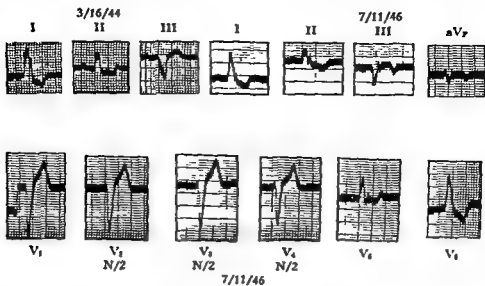 3/16/44 7/11/46
I II III I II III aVF
V1 V2 V3 V4 V5 V6
N/2 N/2 N/2
7/11/46